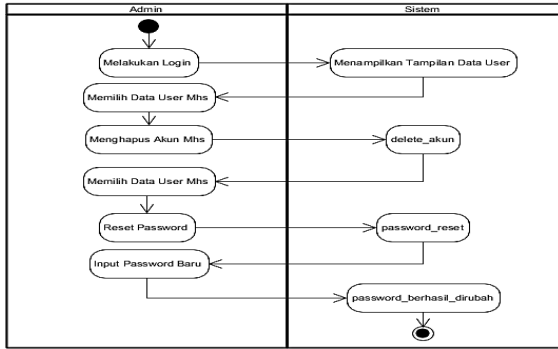 Admin
Sistem
Melakukan Login
Menampilkan Tampilan Data User
Memilih Data User Mhs
Menghapus Akun Mhs
delete_akun
Memilih Data User Mhs
Reset Password
password_reset
Input Password Baru
password_berhasil_dirubah